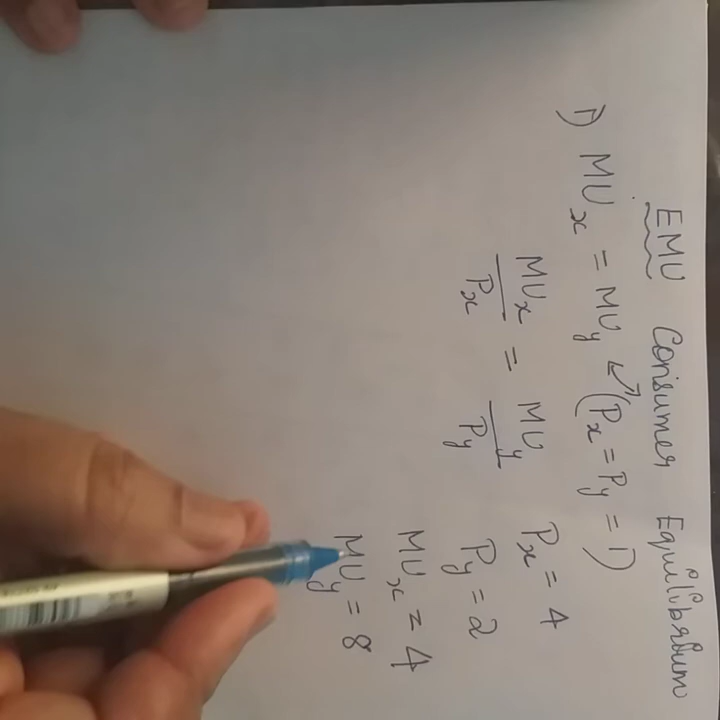 EMU Consumer Equilibrium
1) MUx = MUy (Px = Py = 1)
MUx/Px = MUy/Py
Px = 4
Py = 2
MUx = 4
MUy = 8